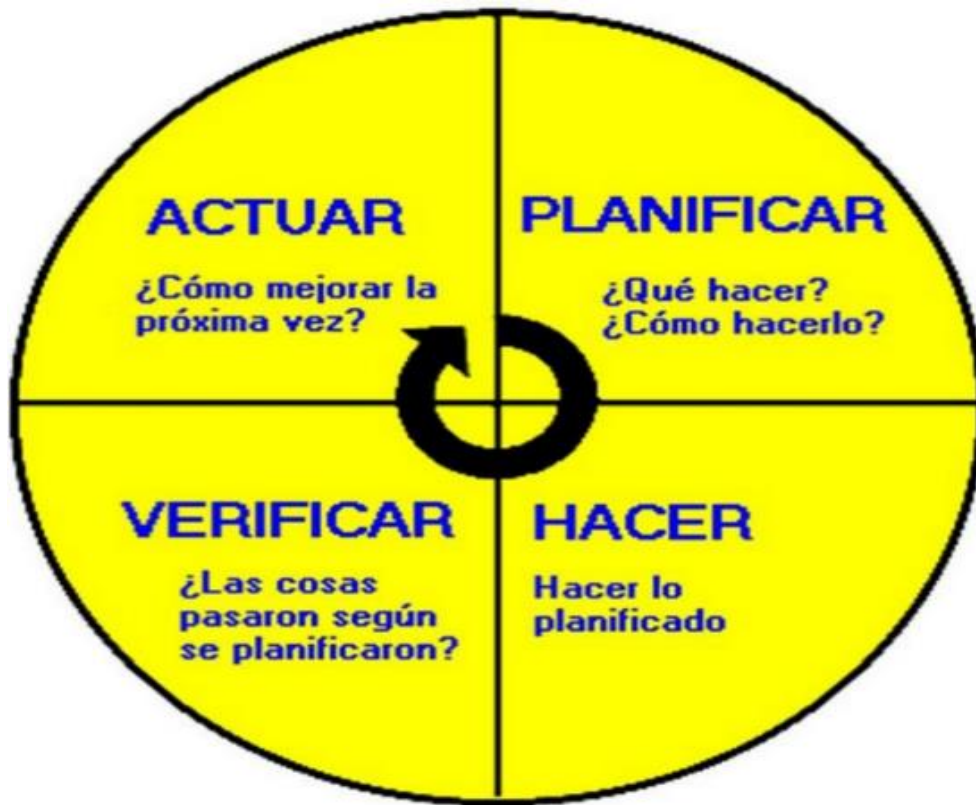 ACTUAR
¿Cómo mejorar la
próxima vez?
PLANIFICAR
¿Qué hacer?
¿Cómo hacerlo?
VERIFICAR
¿Las cosas
pasaron según
se planificaron?
HACER
Hacer lo
planificado